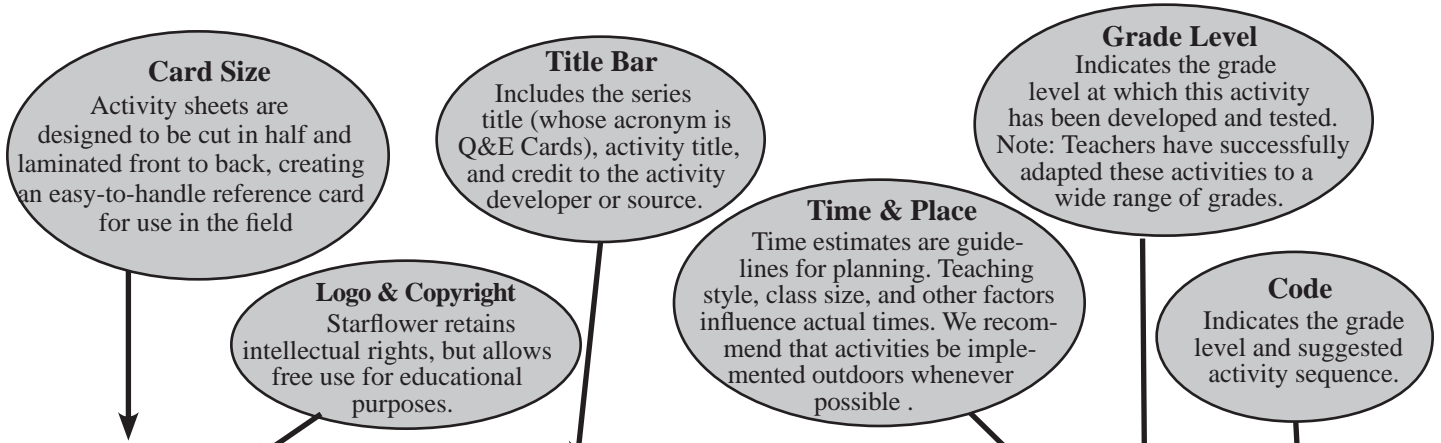 Card Size
Activity sheets are
designed to be cut in half and
laminated front to back, creating
an easy-to-handle reference card
for use in the field
Title Bar
Includes the series
title (whose acronym is
Q&E Cards), activity title,
and credit to the activity
developer or source.
Grade Level
Indicates the grade
level at which this activity
has been developed and tested.
Note: Teachers have successfully
adapted these activities to a
wide range of grades.
Logo & Copyright
Starflower retains
intellectual rights, but allows
free use for educational
purposes.
Time & Place
Time estimates are guide-
lines for planning. Teaching
style, class size, and other factors
influence actual times. We recom-
mend that activities be imple-
mented outdoors whenever
possible .
Code
Indicates the grade
level and suggested
activity sequence.